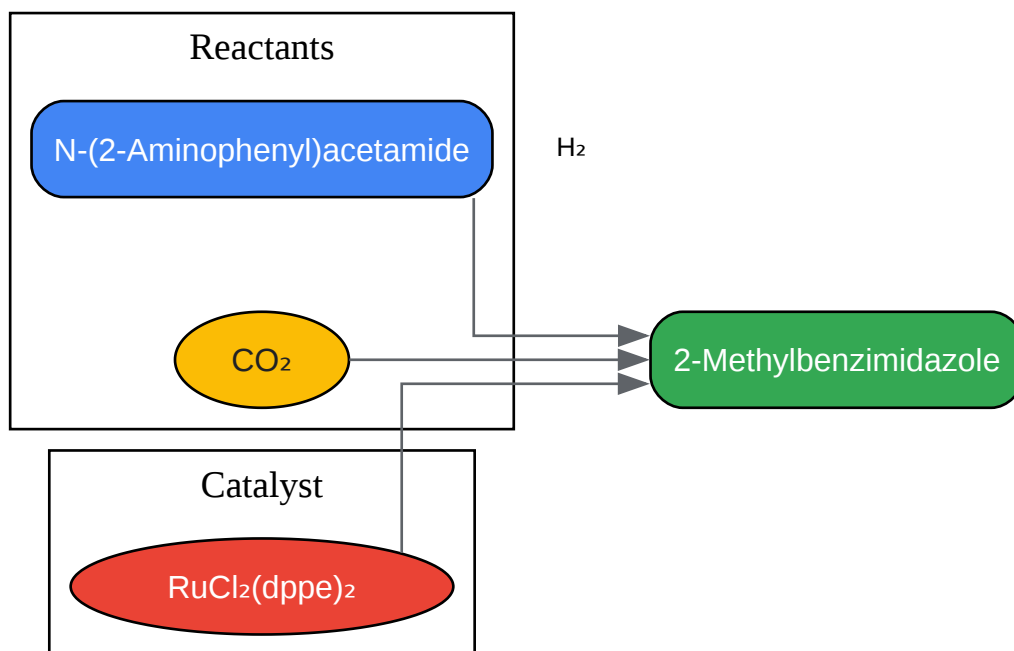 Reactants
N-(2-Aminophenyl)acetamide
H₂
CO₂
2-Methylbenzimidazole
Catalyst
RuCl₂(dppe)₂